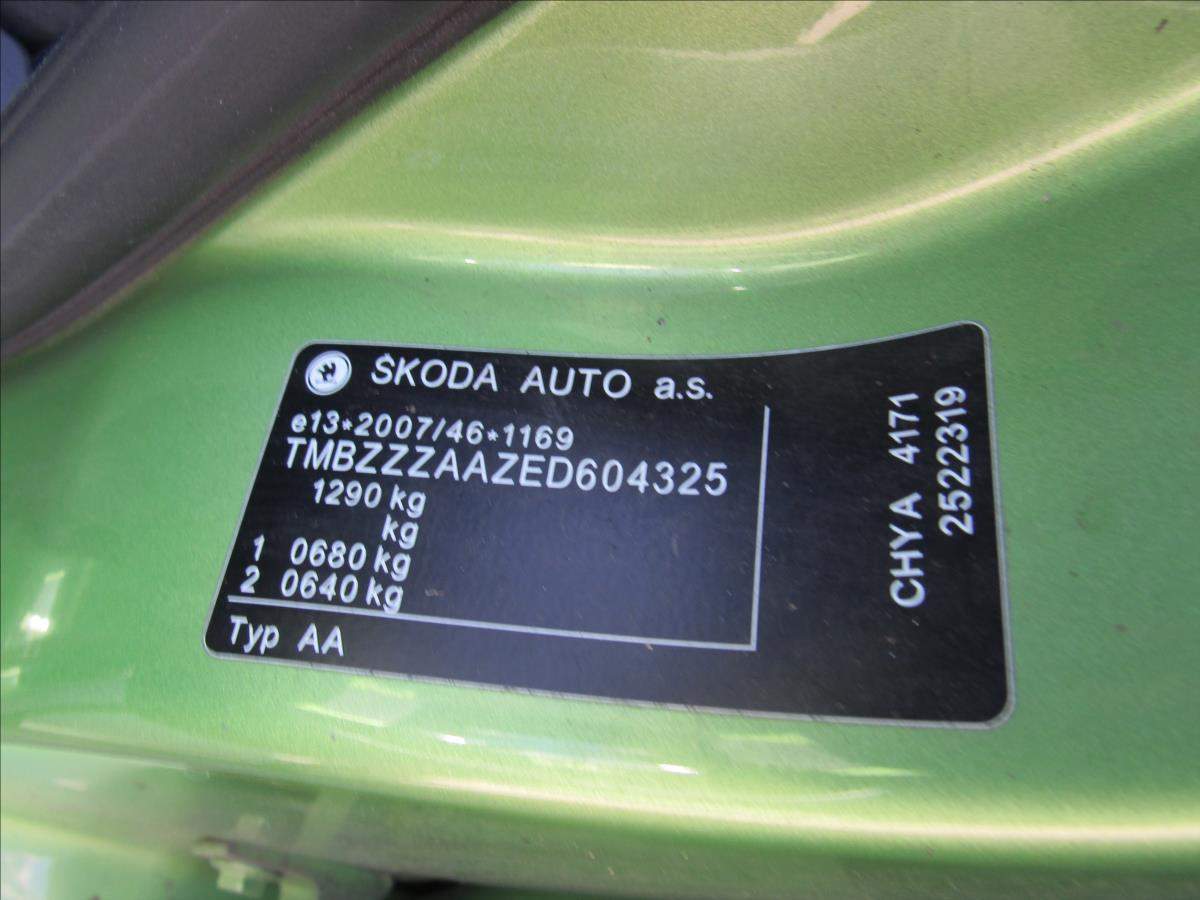 ŠKODA AUTO a.s.
e13*2007/46*1169
TMBZZZAAZED604325
1290 kg
kg
1 0680 kg
2 0640 kg
Typ AA
CHYA 4171
2522319